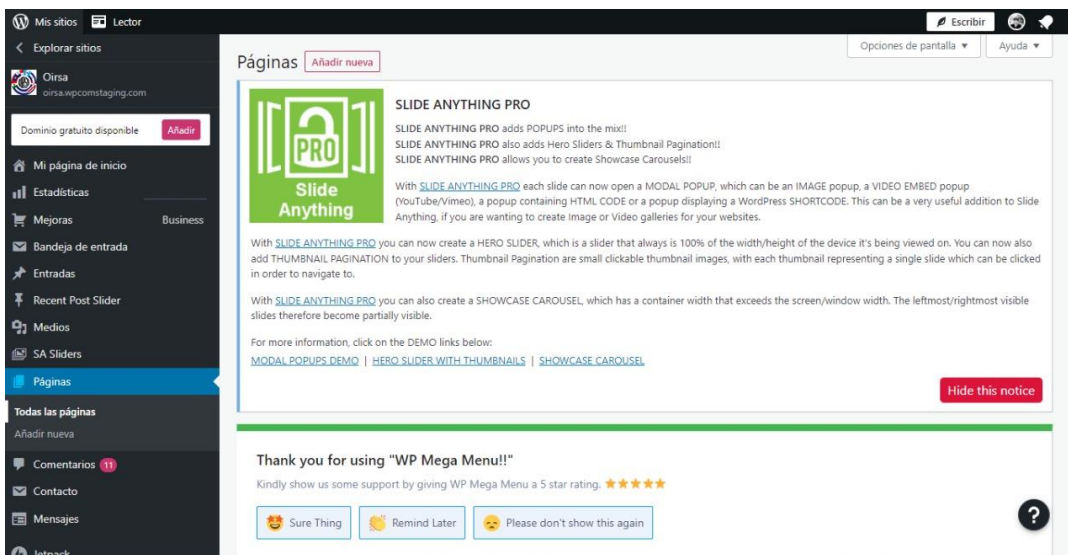 Mis sitios
Lector
Escribir
Explorar sitios
Oirsa
oirsa.wpcomstaging.com
Dominio gratuito disponible
Añadir
Mi página de inicio
Estadísticas
Mejoras
Business
Bandeja de entrada
Entradas
Recent Post Slider
Medios
SA Sliders
Páginas
Todas las páginas
Añadir nueva
Comentarios 11
Contacto
Mensajes
Jetpack
Opciones de pantalla ▼
Ayuda ▼
Páginas
Añadir nueva
PRO
Slide
Anything
SLIDE ANYTHING PRO
SLIDE ANYTHING PRO adds POPUPS into the mix!!
SLIDE ANYTHING PRO also adds Hero Sliders & Thumbnail Pagination!!
SLIDE ANYTHING PRO allows you to create Showcase Carousels!!
With SLIDE ANYTHING PRO each slide can now open a MODAL POPUP, which can be an IMAGE popup, a VIDEO EMBED popup
(YouTube/Vimeo), a popup containing HTML CODE or a popup displaying a WordPress SHORTCODE. This can be a very useful addition to Slide
Anything, if you are wanting to create Image or Video galleries for your websites.
With SLIDE ANYTHING PRO you can now create a HERO SLIDER, which is a slider that always is 100% of the width/height of the device it's being viewed on. You can now also
add THUMBNAIL PAGINATION to your sliders. Thumbnail Pagination are small clickable thumbnail images, with each thumbnail representing a single slide which can be clicked
in order to navigate to.
With SLIDE ANYTHING PRO you can also create a SHOWCASE CAROUSEL, which has a container width that exceeds the screen/window width. The leftmost/rightmost visible
slides therefore become partially visible.
For more information, click on the DEMO links below:
MODAL POPUPS DEMO | HERO SLIDER WITH THUMBNAILS | SHOWCASE CAROUSEL
Hide this notice
Thank you for using "WP Mega Menu!!"
Kindly show us some support by giving WP Mega Menu a 5 star rating. ★★★★★
Sure Thing
Remind Later
Please don't show this again
?